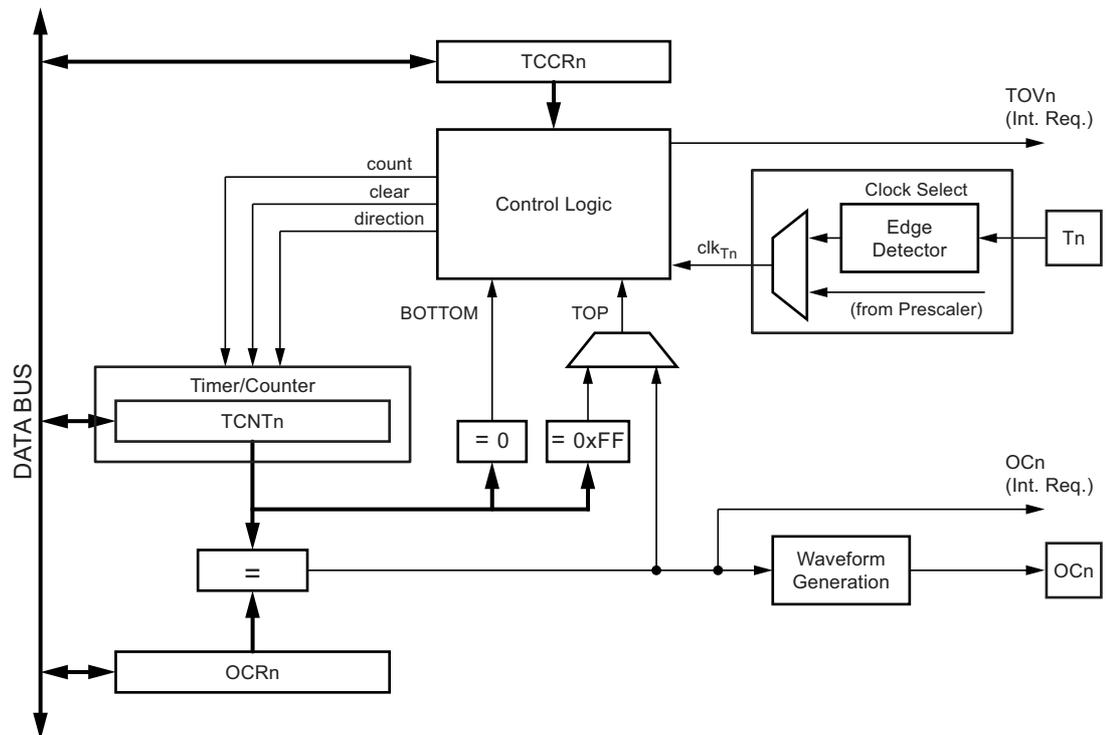 TCCRn
TOVn
(Int. Req.)
count
clear
direction
Control Logic
Clock Select
Edge
Detector
Tn
clkTn
(from Prescaler)
BOTTOM
TOP
DATA BUS
Timer/Counter
TCNTn
= 0
= 0xFF
OCn
(Int. Req.)
=
Waveform
Generation
OCn
OCRn